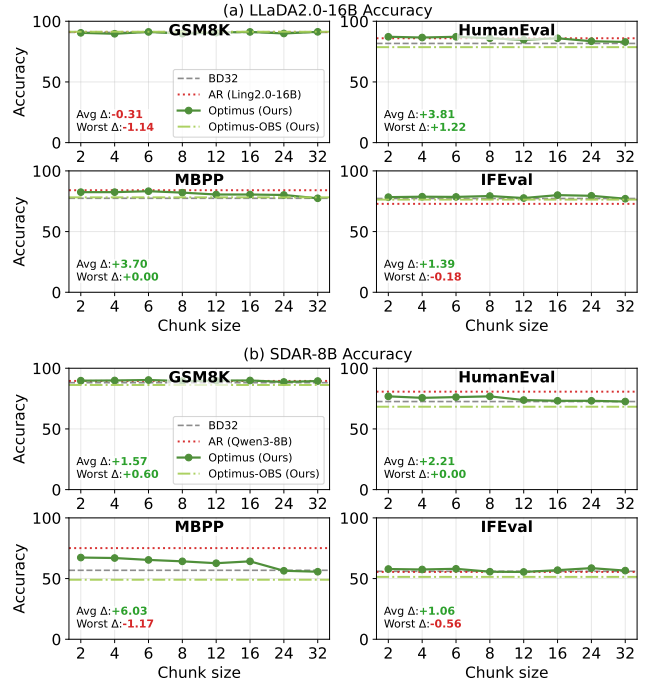 (a) LLaDA2.0-16B Accuracy
GSM8K
HumanEval
Accuracy
100
50
0
BD32
AR (Ling2.0-16B)
Optimus (Ours)
Optimus-OBS (Ours)
Avg Δ:-0.31
Worst Δ:-1.14
2 4 6 8 12 16 24 32
100
50
0
Avg Δ:+3.81
Worst Δ:+1.22
2 4 6 8 12 16 24 32
MBPP
IFEval
Accuracy
100
50
0
Avg Δ:+3.70
Worst Δ:+0.00
2 4 6 8 12 16 24 32
Chunk size
100
50
0
Avg Δ:+1.39
Worst Δ:-0.18
2 4 6 8 12 16 24 32
Chunk size
(b) SDAR-8B Accuracy
GSM8K
HumanEval
Accuracy
100
50
0
BD32
AR (Qwen3-8B)
Optimus (Ours)
Optimus-OBS (Ours)
Avg Δ:+1.57
Worst Δ:+0.60
2 4 6 8 12 16 24 32
100
50
0
Avg Δ:+2.21
Worst Δ:+0.00
2 4 6 8 12 16 24 32
MBPP
IFEval
Accuracy
100
50
0
Avg Δ:+6.03
Worst Δ:-1.17
2 4 6 8 12 16 24 32
Chunk size
100
50
0
Avg Δ:+1.06
Worst Δ:-0.56
2 4 6 8 12 16 24 32
Chunk size